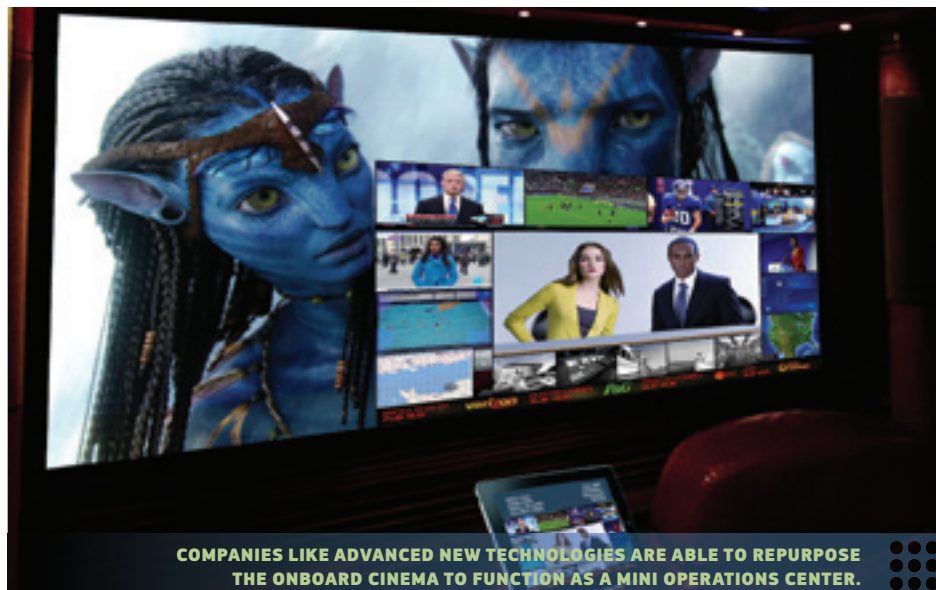 COMPANIES LIKE ADVANCED NEW TECHNOLOGIES ARE ABLE TO REPURPOSE
THE ONBOARD CINEMA TO FUNCTION AS A MINI OPERATIONS CENTER.